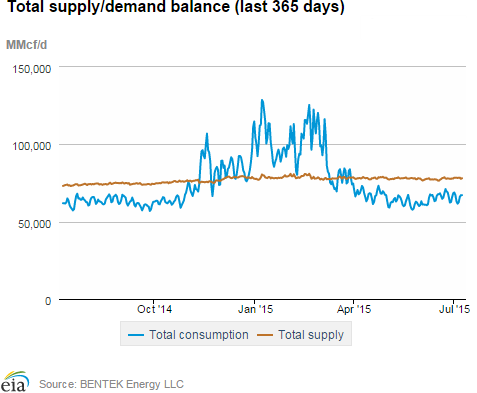 Total supply/demand balance (last 365 days)
MMcf/d
150,000
100,000
50,000
0
Oct '14 Jan '15 Apr '15 Jul '15
Total consumption Total supply
eia Source: BENTEK Energy LLC